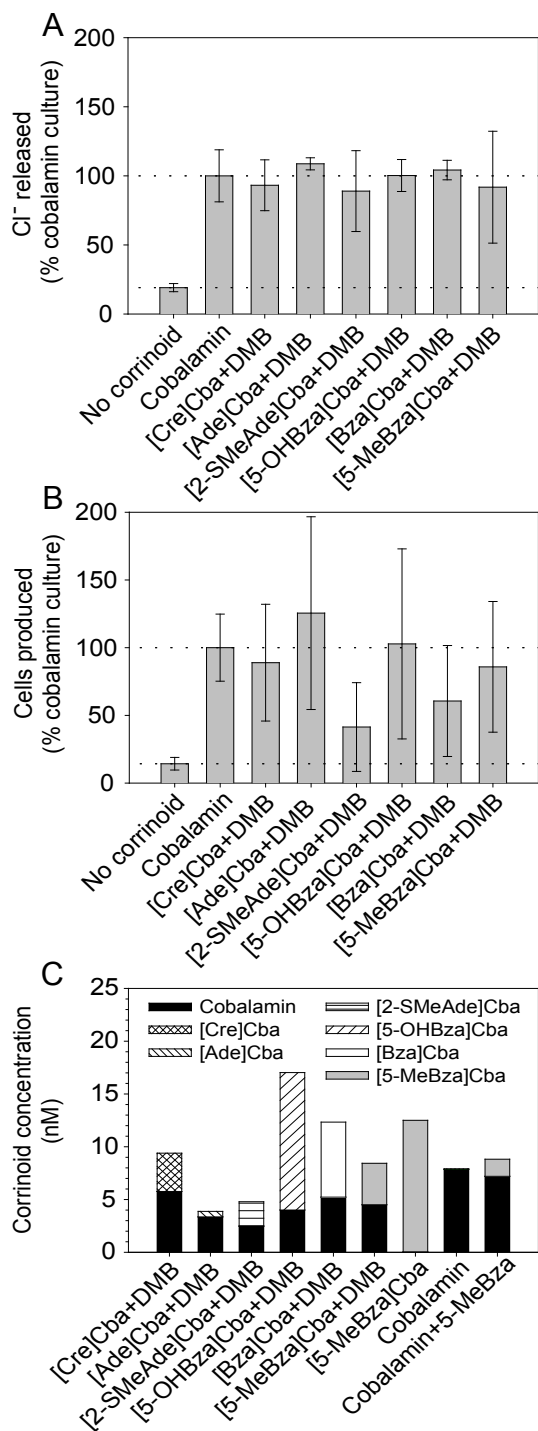 A
Cl⁻ released
(% cobalamin culture)
200
150
100
50
0
No corrinoid
Cobalamin
[Cre]Cba+DMB
[Ade]Cba+DMB
[2-SMeAde]Cba+DMB
[5-OHBza]Cba+DMB
[Bza]Cba+DMB
[5-MeBza]Cba+DMB
B
Cells produced
(% cobalamin culture)
200
150
100
50
0
No corrinoid
Cobalamin
[Cre]Cba+DMB
[Ade]Cba+DMB
[2-SMeAde]Cba+DMB
[5-OHBza]Cba+DMB
[Bza]Cba+DMB
[5-MeBza]Cba+DMB
C
Corrinoid concentration
(nM)
25
20
15
10
5
0
Cobalamin
[Cre]Cba
[Ade]Cba
[2-SMeAde]Cba
[5-OHBza]Cba
[Bza]Cba
[5-MeBza]Cba
[Cre]Cba+DMB
[Ade]Cba+DMB
[2-SMeAde]Cba+DMB
[5-OHBza]Cba+DMB
[Bza]Cba+DMB
[5-MeBza]Cba+DMB
[5-MeBza]Cba
Cobalamin
Cobalamin+5-MeBza